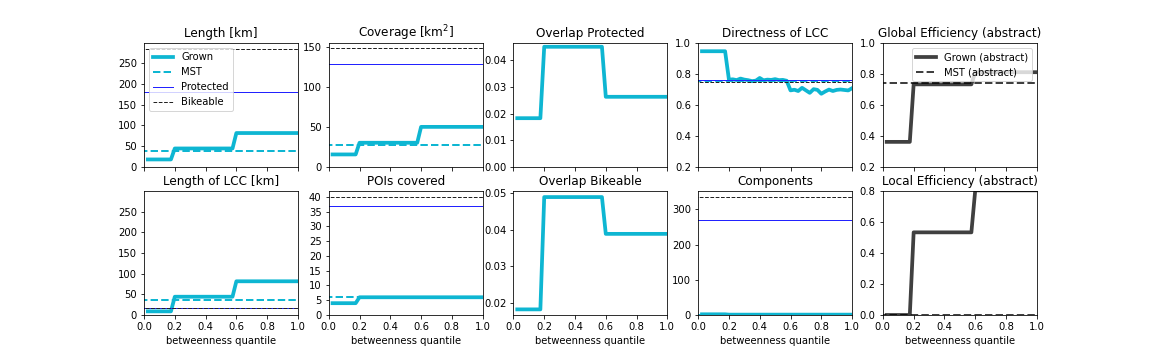 Length [km]
Coverage [km²]
Overlap Protected
Directness of LCC
Global Efficiency (abstract)
250
200
150
100
50
0
Grown
MST
Protected
Bikeable
150
100
50
0
0.04
0.03
0.02
0.01
0.00
1.0
0.8
0.6
0.4
0.2
1.0
0.8
0.6
0.4
0.2
Grown (abstract)
MST (abstract)
Length of LCC [km]
POIs covered
Overlap Bikeable
Components
Local Efficiency (abstract)
250
200
150
100
50
0
40
35
30
25
20
15
10
5
0
0.05
0.04
0.03
0.02
300
200
100
0
0.8
0.6
0.4
0.2
0.0
0.0 0.2 0.4 0.6 0.8 1.0
0.0 0.2 0.4 0.6 0.8 1.0
0.0 0.2 0.4 0.6 0.8 1.0
0.0 0.2 0.4 0.6 0.8 1.0
0.0 0.2 0.4 0.6 0.8 1.0
betweenness quantile
betweenness quantile
betweenness quantile
betweenness quantile
betweenness quantile